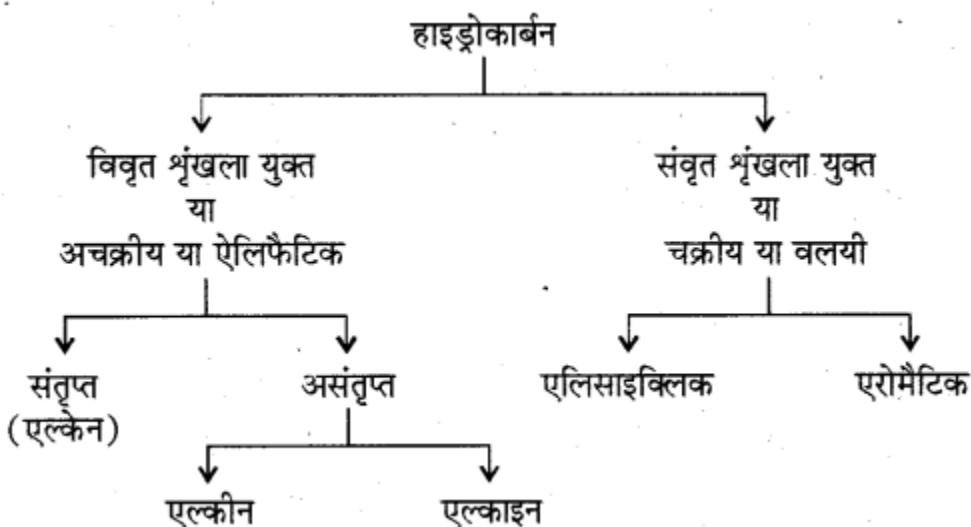 हाइड्रोकार्बन
विवृत शृंखला युक्त
या
अचक्रीय या ऐलिफैटिक
संवृत शृंखला युक्त
या
चक्रीय या वलयी
संतृप्त
(एल्केन)
असंतृप्त
एलिसाइक्लिक
एरोमैटिक
एल्कीन
एल्काइन